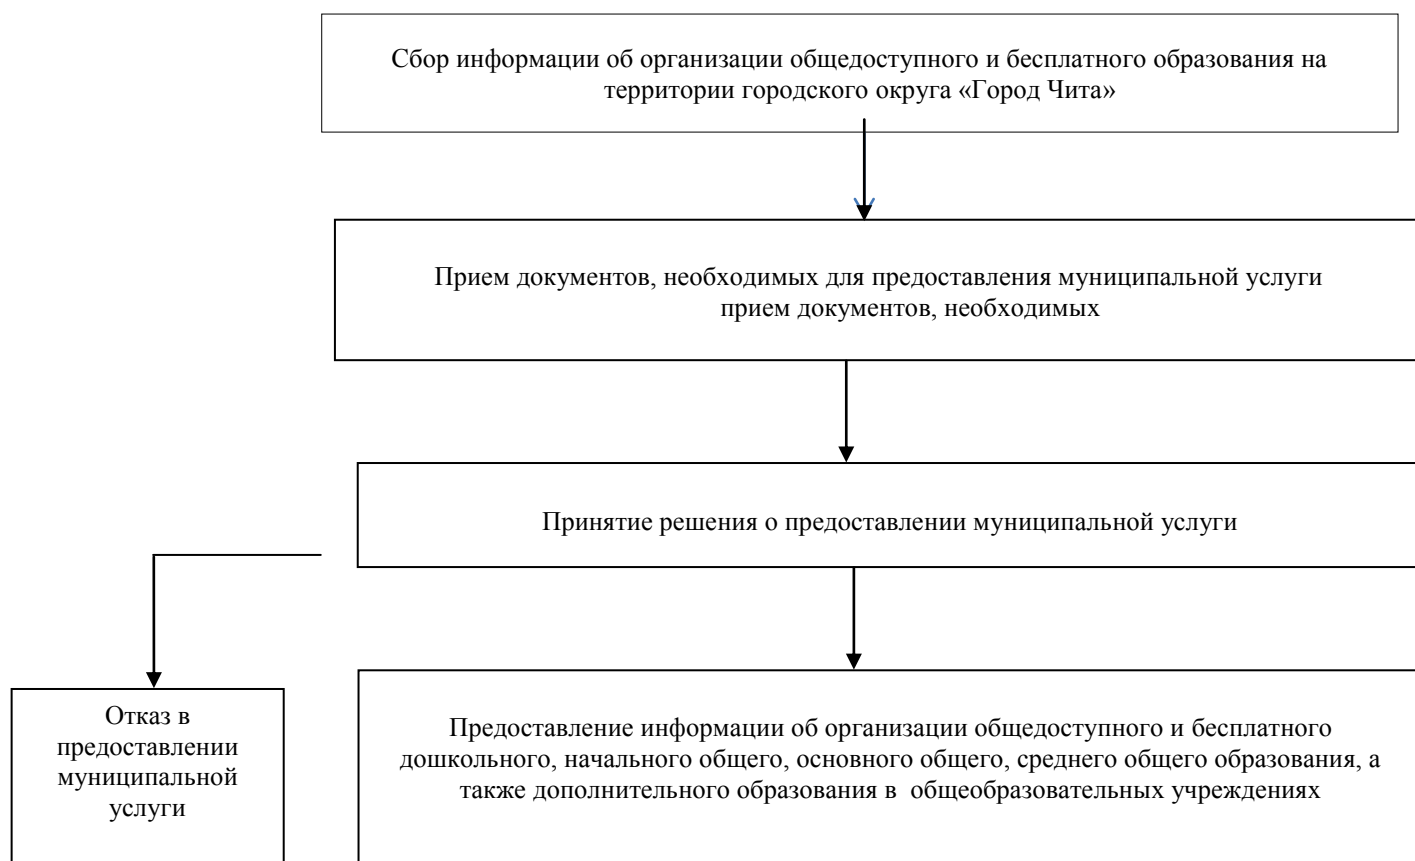 Сбор информации об организации общедоступного и бесплатного образования на
территории городского округа «Город Чита»
Прием документов, необходимых для предоставления муниципальной услуги
прием документов, необходимых
Принятие решения о предоставлении муниципальной услуги
Отказ в
предоставлении
муниципальной
услуги
Предоставление информации об организации общедоступного и бесплатного
дошкольного, начального общего, основного общего, среднего общего образования, а
также дополнительного образования в  общеобразовательных учреждениях